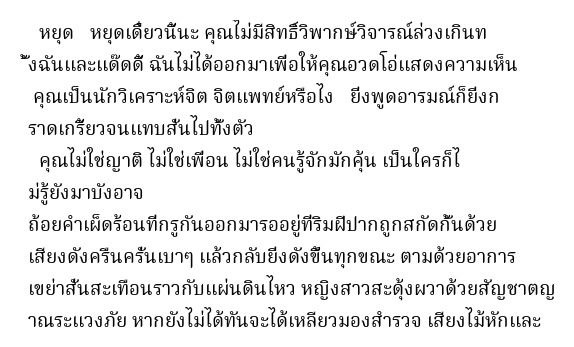 หยุด หยุดเดี๋ยวนี้นะ คุณไม่มีสิทธิ์วิพากษ์วิจารณ์ล่วงเกินท
ั้งฉันและแด๊ดดี้ ฉันไม่ได้ออกมาเพื่อให้คุณอวดโอ่แสดงความเห็น
คุณเป็นนักวิเคราะห์จิต จิตแพทย์หรือไง ยิ่งพูดอารมณ์ก็ยิ่งก
ราดเกรี้ยวจนแทบสั่นไปทั้งตัว
คุณไม่ใช่ญาติ ไม่ใช่เพื่อน ไม่ใช่คนรู้จักมักคุ้น เป็นใครก็ไ
ม่รู้ยังมาบังอาจ
ถ้อยคำเผ็ดร้อนที่กรูกันออกมารออยู่ที่ริมฝีปากถูกสกัดกั้นด้วย
เสียงดังครืนครั่นเบาๆ แล้วกลับยิ่งดังขึ้นทุกขณะ ตามด้วยอาการ
เขย่าสั่นสะเทือนราวกับแผ่นดินไหว หญิงสาวสะดุ้งผวาด้วยสัญชาตญ
าณระแวงภัย หากยังไม่ได้ทันจะได้เหลียวมองสำรวจ เสียงไม้หักและ